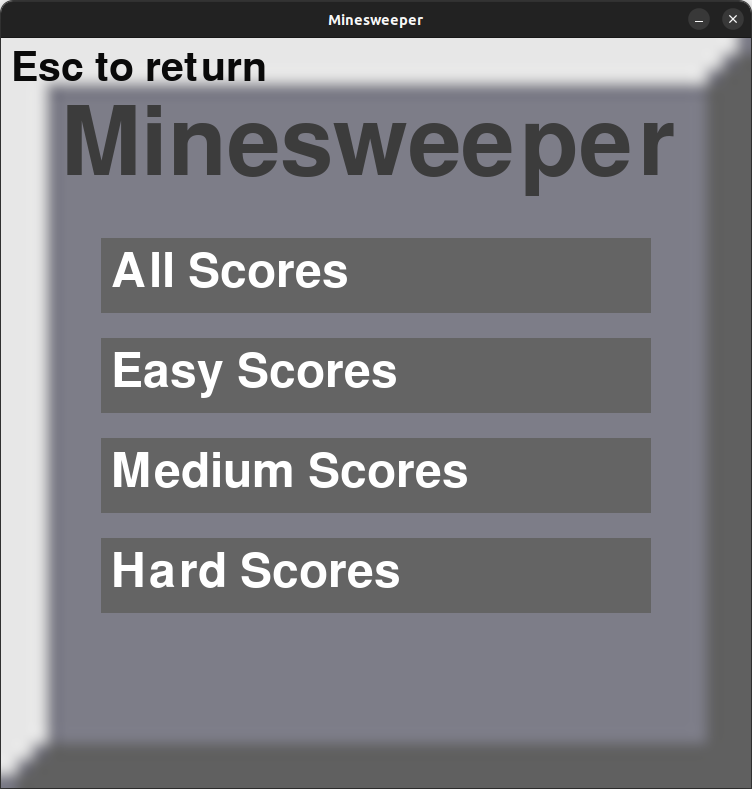 Minesweeper
Esc to return
Minesweeper
All Scores
Easy Scores
Medium Scores
Hard Scores